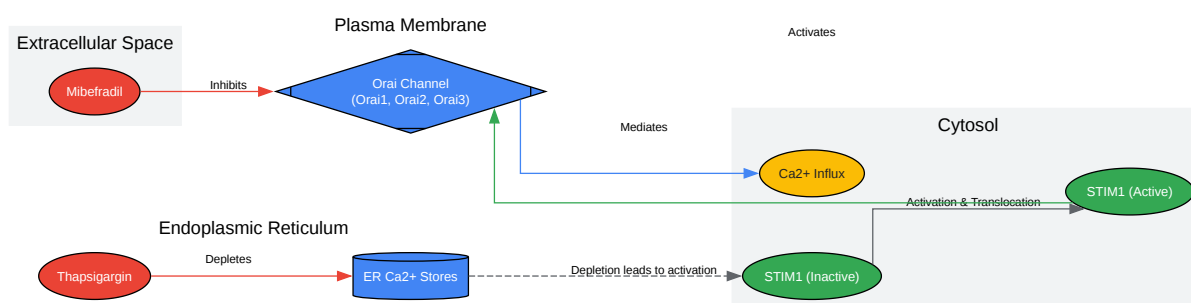 Plasma Membrane
Activates
Extracellular Space
Mibefradil
Inhibits
Orai Channel
(Orai1, Orai2, Orai3)
Mediates
Cytosol
Ca2+ Influx
STIM1 (Active)
Activation & Translocation
Endoplasmic Reticulum
Thapsigargin
Depletes
ER Ca2+ Stores
Depletion leads to activation
STIM1 (Inactive)